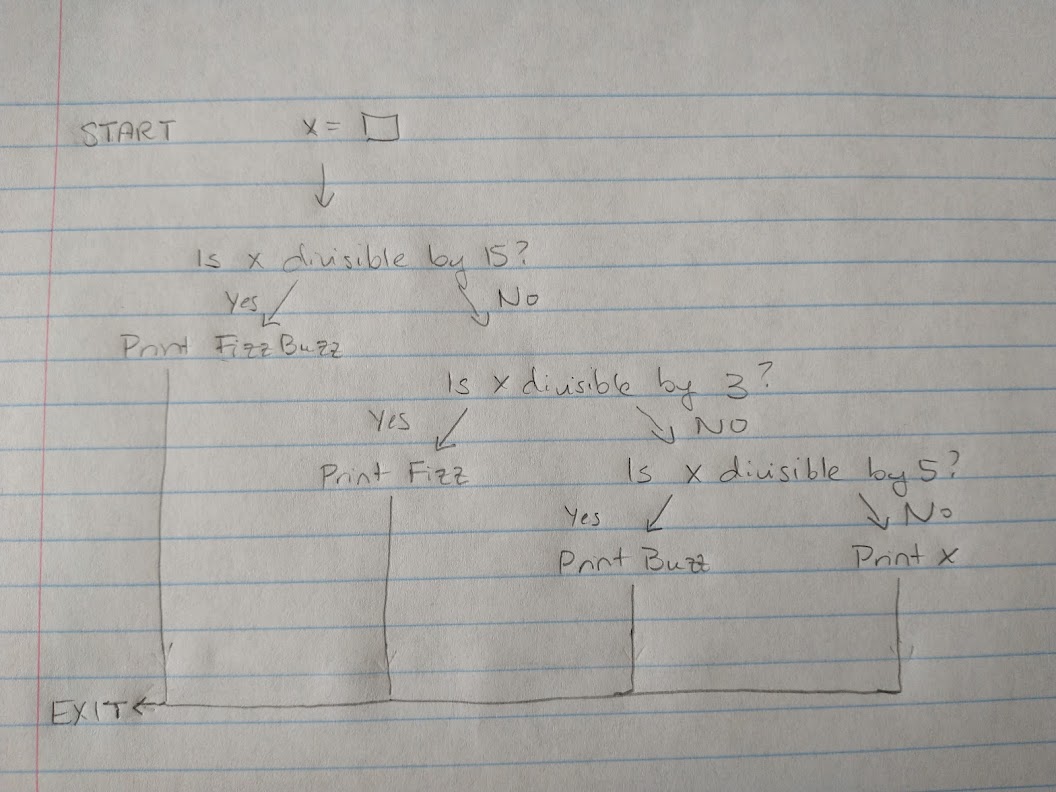 START x = □
Is x divisible by 15?
Yes No
Print FizzBuzz
Is x divisible by 3?
Yes NO
Print Fizz Is x divisible by 5?
Yes No
Print Buzz Print x
EXIT